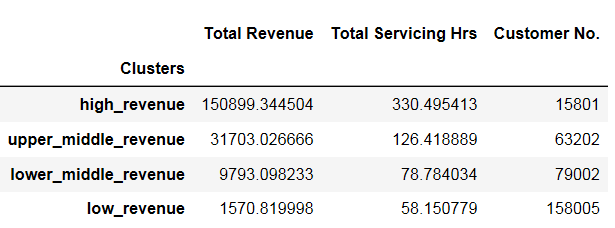 Total Revenue Total Servicing Hrs Customer No.
Clusters
high_revenue 150899.344504 330.495413 15801
upper_middle_revenue 31703.026666 126.418889 63202
lower_middle_revenue 9793.098233 78.784034 79002
low_revenue 1570.819998 58.150779 158005